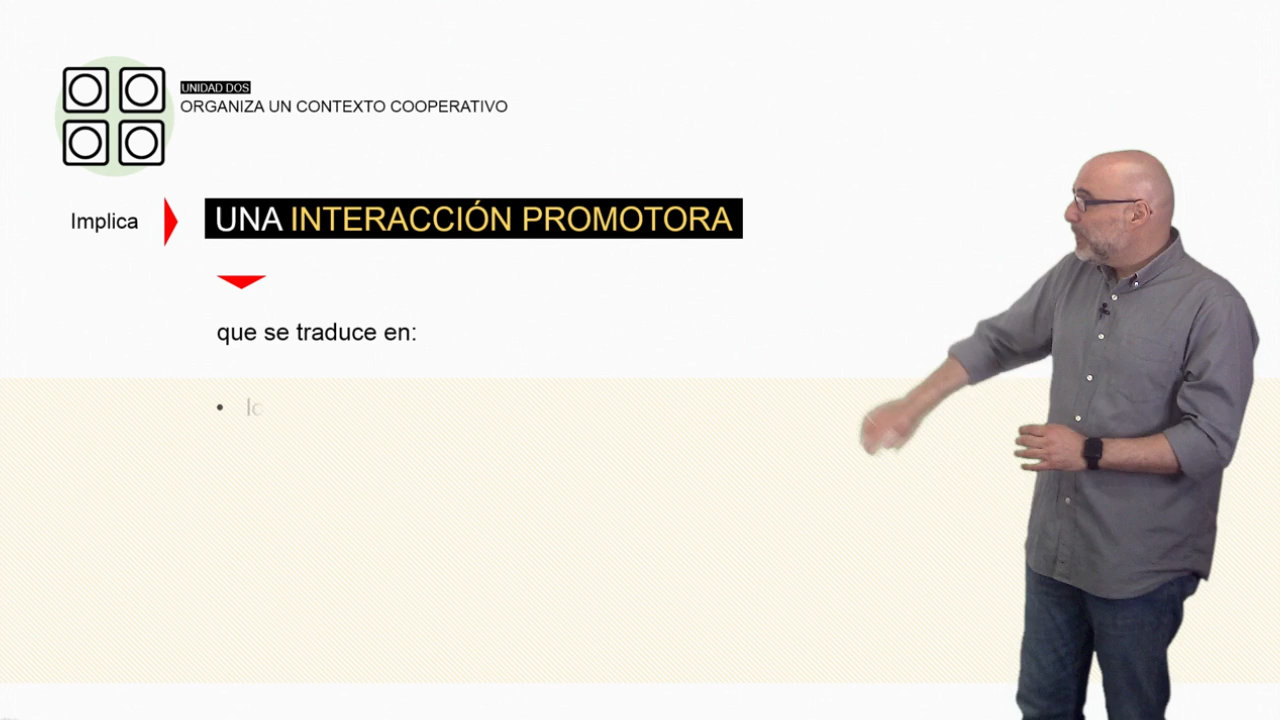 UNIDAD DOS
ORGANIZA UN CONTEXTO COOPERATIVO
Implica
UNA INTERACCIÓN PROMOTORA
que se traduce en: